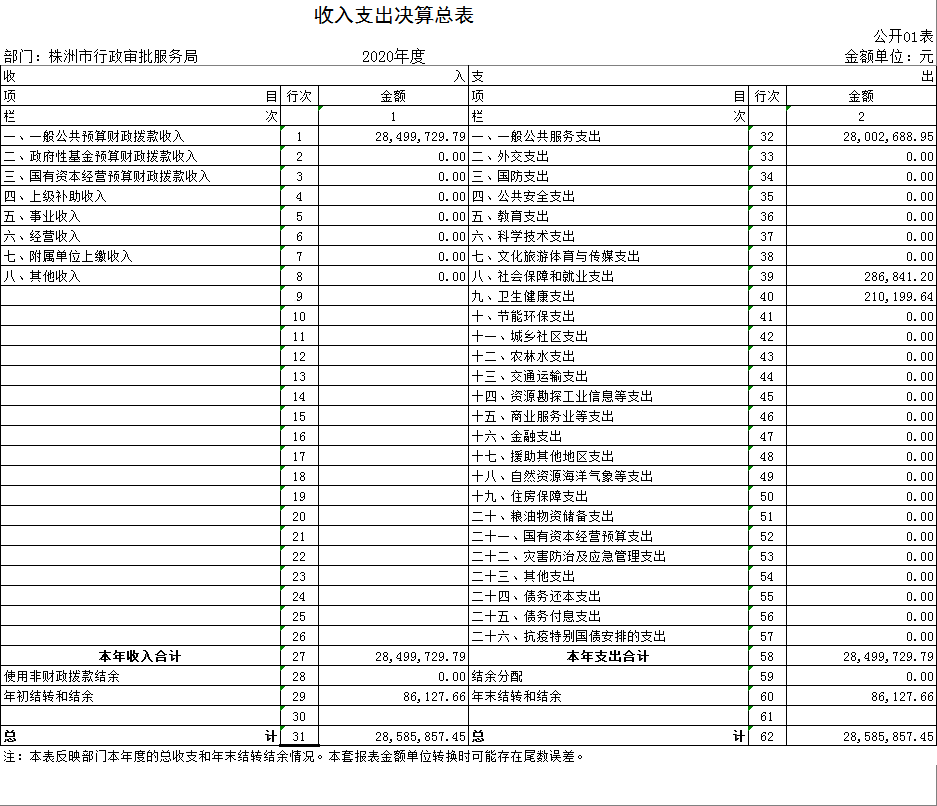 收入支出决算总表
公开01表
部门：株洲市行政审批服务局 2020年度 金额单位：元
收 入 支 出
项 目 行次 金额 项 目 行次 金额
栏 次 1 栏 次 2
一、一般公共预算财政拨款收入 1 28,499,729.79 一、一般公共服务支出 32 28,002,688.95
二、政府性基金预算财政拨款收入 2 0.00 二、外交支出 33 0.00
三、国有资本经营预算财政拨款收入 3 0.00 三、国防支出 34 0.00
四、上级补助收入 4 0.00 四、公共安全支出 35 0.00
五、事业收入 5 0.00 五、教育支出 36 0.00
六、经营收入 6 0.00 六、科学技术支出 37 0.00
七、附属单位上缴收入 7 0.00 七、文化旅游体育与传媒支出 38 0.00
八、其他收入 8 0.00 八、社会保障和就业支出 39 286,841.20
9 九、卫生健康支出 40 210,199.64
10 十、节能环保支出 41 0.00
11 十一、城乡社区支出 42 0.00
12 十二、农林水支出 43 0.00
13 十三、交通运输支出 44 0.00
14 十四、资源勘探工业信息等支出 45 0.00
15 十五、商业服务业等支出 46 0.00
16 十六、金融支出 47 0.00
17 十七、援助其他地区支出 48 0.00
18 十八、自然资源海洋气象等支出 49 0.00
19 十九、住房保障支出 50 0.00
20 二十、粮油物资储备支出 51 0.00
21 二十一、国有资本经营预算支出 52 0.00
22 二十二、灾害防治及应急管理支出 53 0.00
23 二十三、其他支出 54 0.00
24 二十四、债务还本支出 55 0.00
25 二十五、债务付息支出 56 0.00
26 二十六、抗疫特别国债安排的支出 57 0.00
本年收入合计 27 28,499,729.79 本年支出合计 58 28,499,729.79
使用非财政拨款结余 28 0.00 结余分配 59 0.00
年初结转和结余 29 86,127.66 年末结转和结余 60 86,127.66
30 61
总 计 31 28,585,857.45 总 计 62 28,585,857.45
注：本表反映部门本年度的总收支和年末结转结余情况。本套报表金额单位转换时可能存在尾数误差。